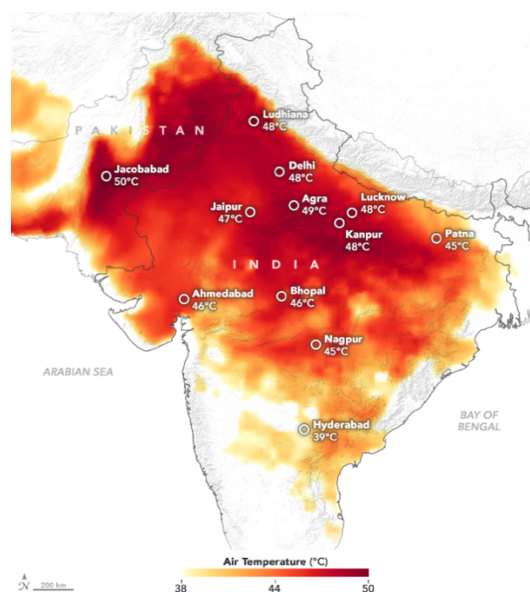 Ludhiana
48°C
PAKISTAN
Jacobabad
50°C
Delhi
48°C
Jaipur
47°C
Agra
49°C
Lucknow
48°C
Kanpur
48°C
Patna
45°C
INDIA
Ahmedabad
46°C
Bhopal
46°C
Nagpur
45°C
ARABIAN SEA
Hyderabad
39°C
BAY OF
BENGAL
Air Temperature (°C)
N
200 km
38
44
50